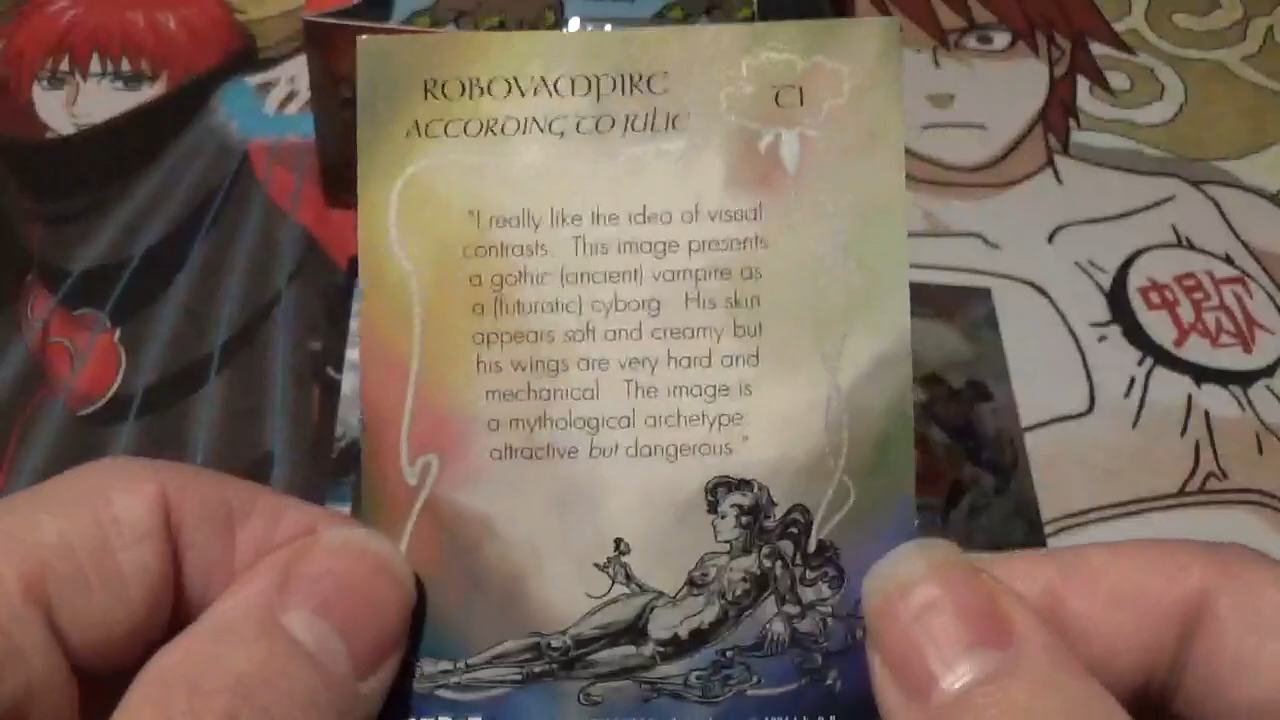 ROBOVAMPIRE
ACCORDING TO JULIE
C1
"I really like the idea of visual
contrasts. This image presents
a gothic (ancient) vampire as
a (futuristic) cyborg. His skin
appears soft and creamy but
his wings are very hard and
mechanical. The image is
a mythological archetype:
attractive but dangerous."